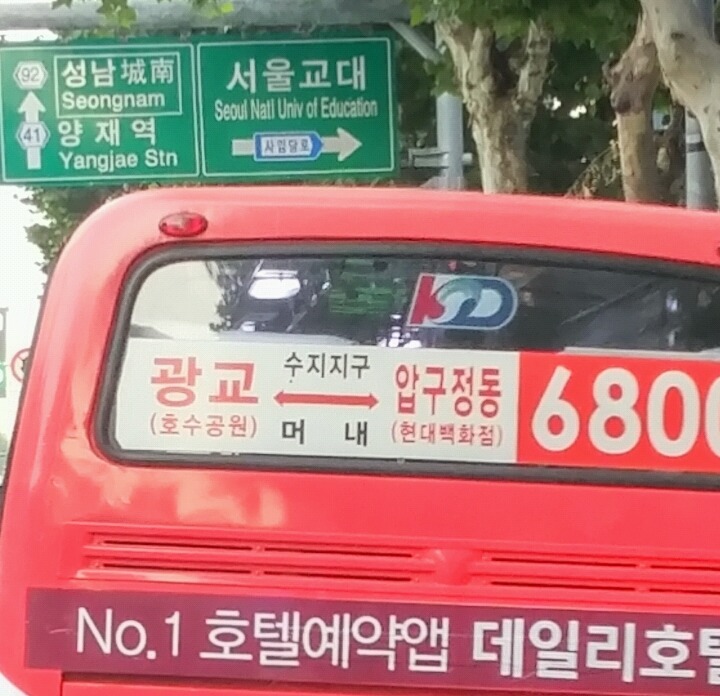 92 성남 城南
Seongnam
41 양재역
Yangjae Stn
서울교대
Seoul Natl Univ of Education
사임당로
KD
광교 수지지구 압구정동 6800
(호수공원) 머 내 (현대백화점)
No.1 호텔예약앱 데일리호텔